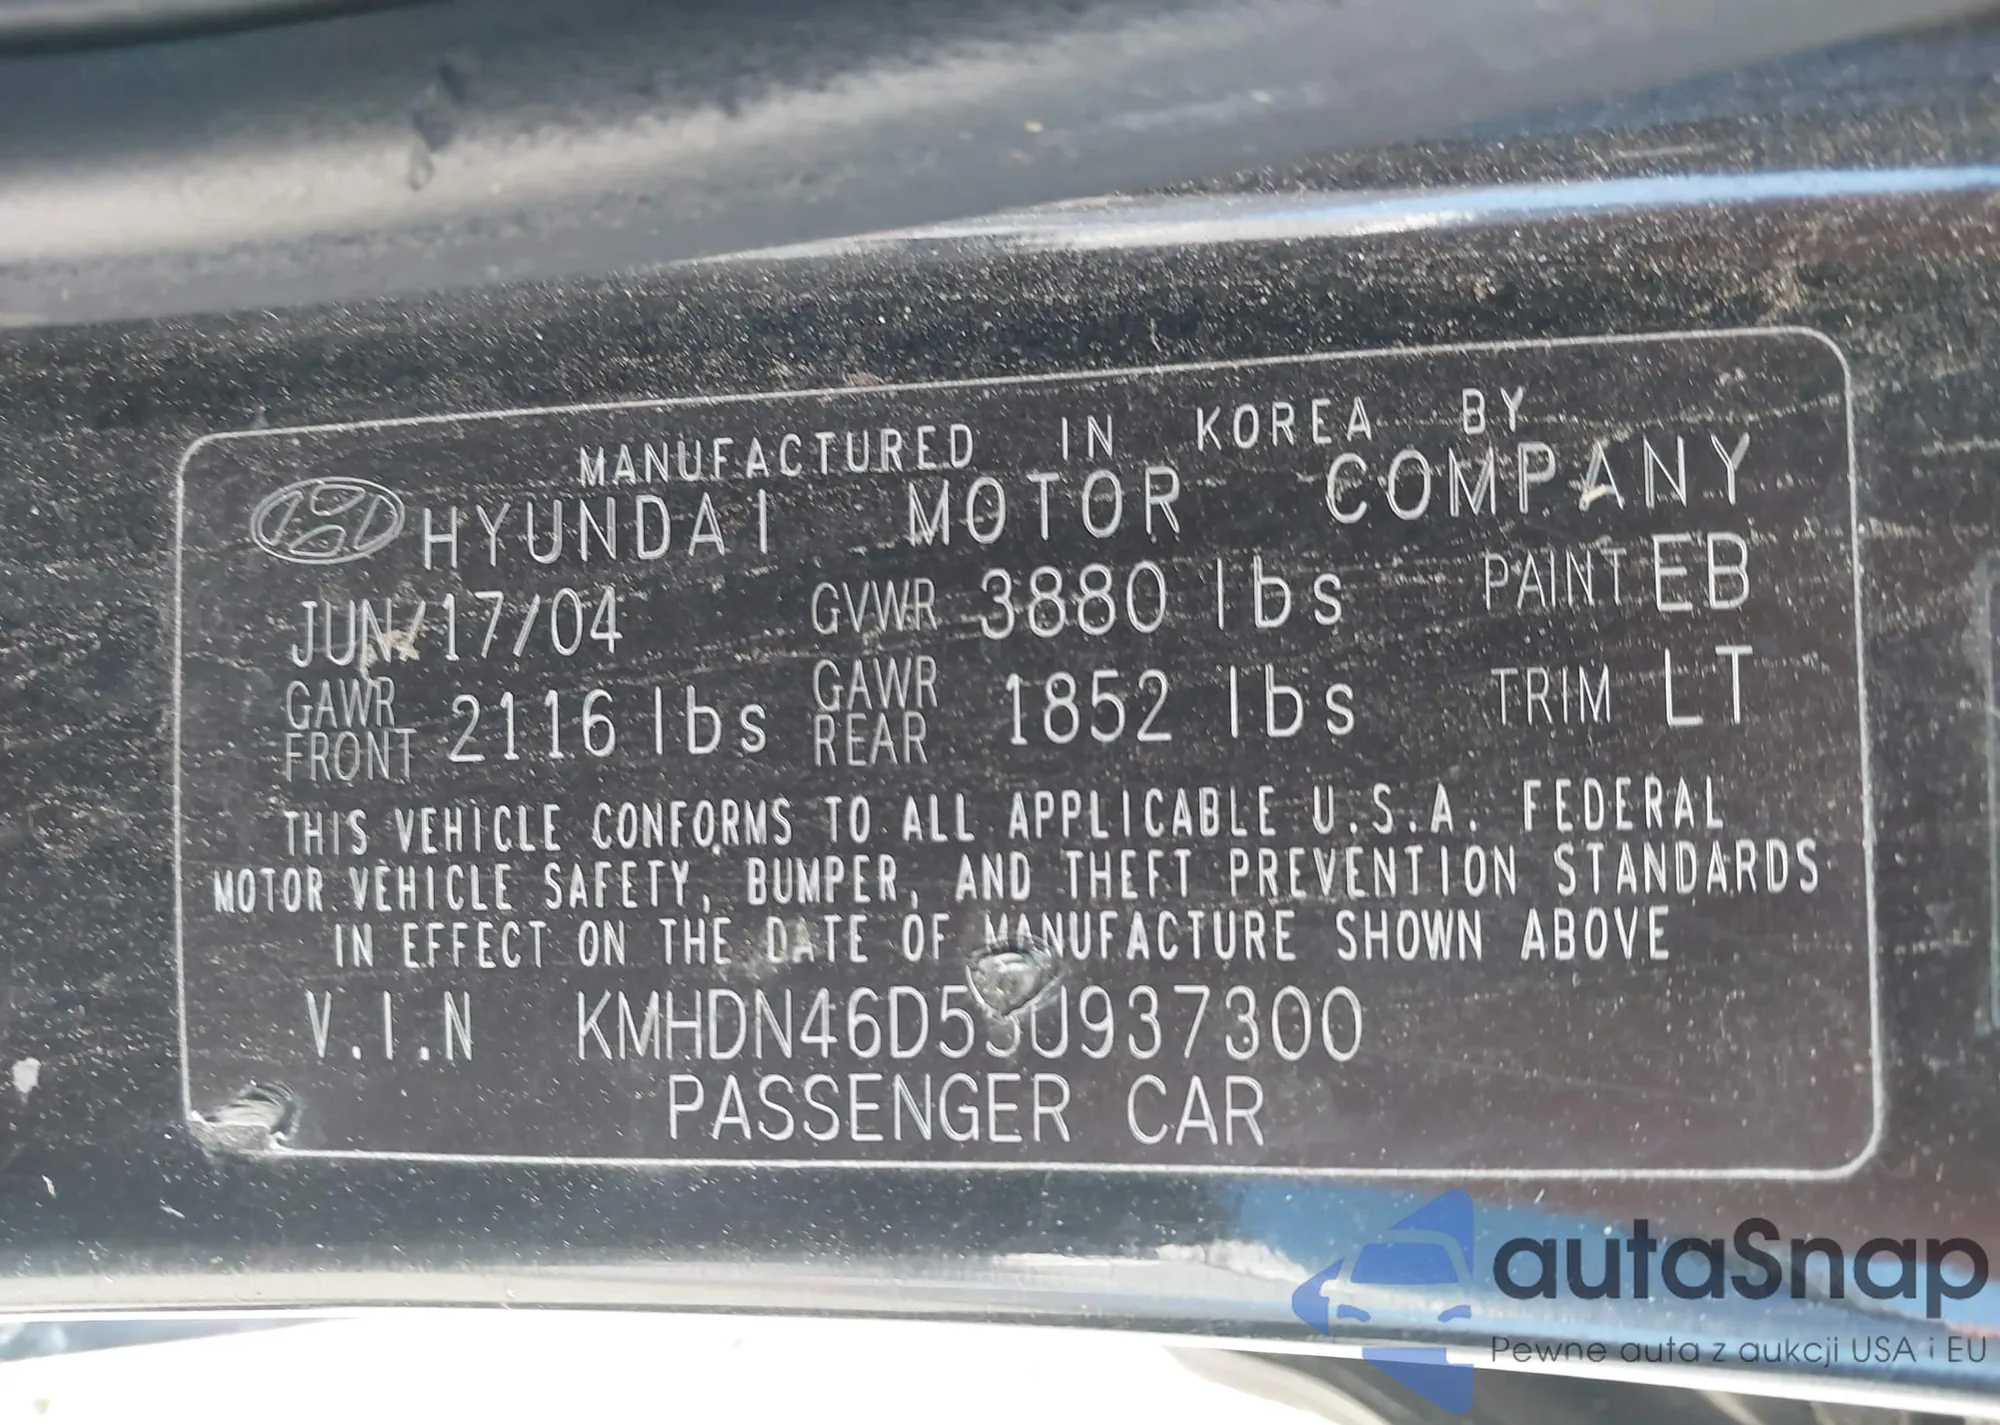 MANUFACTURED IN KOREA BY
HYUNDAI MOTOR COMPANY
JUN/17/04 GVWR 3880 lbs PAINT EB
GAWR FRONT 2116 lbs GAWR REAR 1852 lbs TRIM LT
THIS VEHICLE CONFORMS TO ALL APPLICABLE U.S.A. FEDERAL
MOTOR VEHICLE SAFETY, BUMPER, AND THEFT PREVENTION STANDARDS
IN EFFECT ON THE DATE OF MANUFACTURE SHOWN ABOVE
V.I.N KMHDN46D55U937300
PASSENGER CAR
autaSnap
Pewne auta z aukcji USA i EU